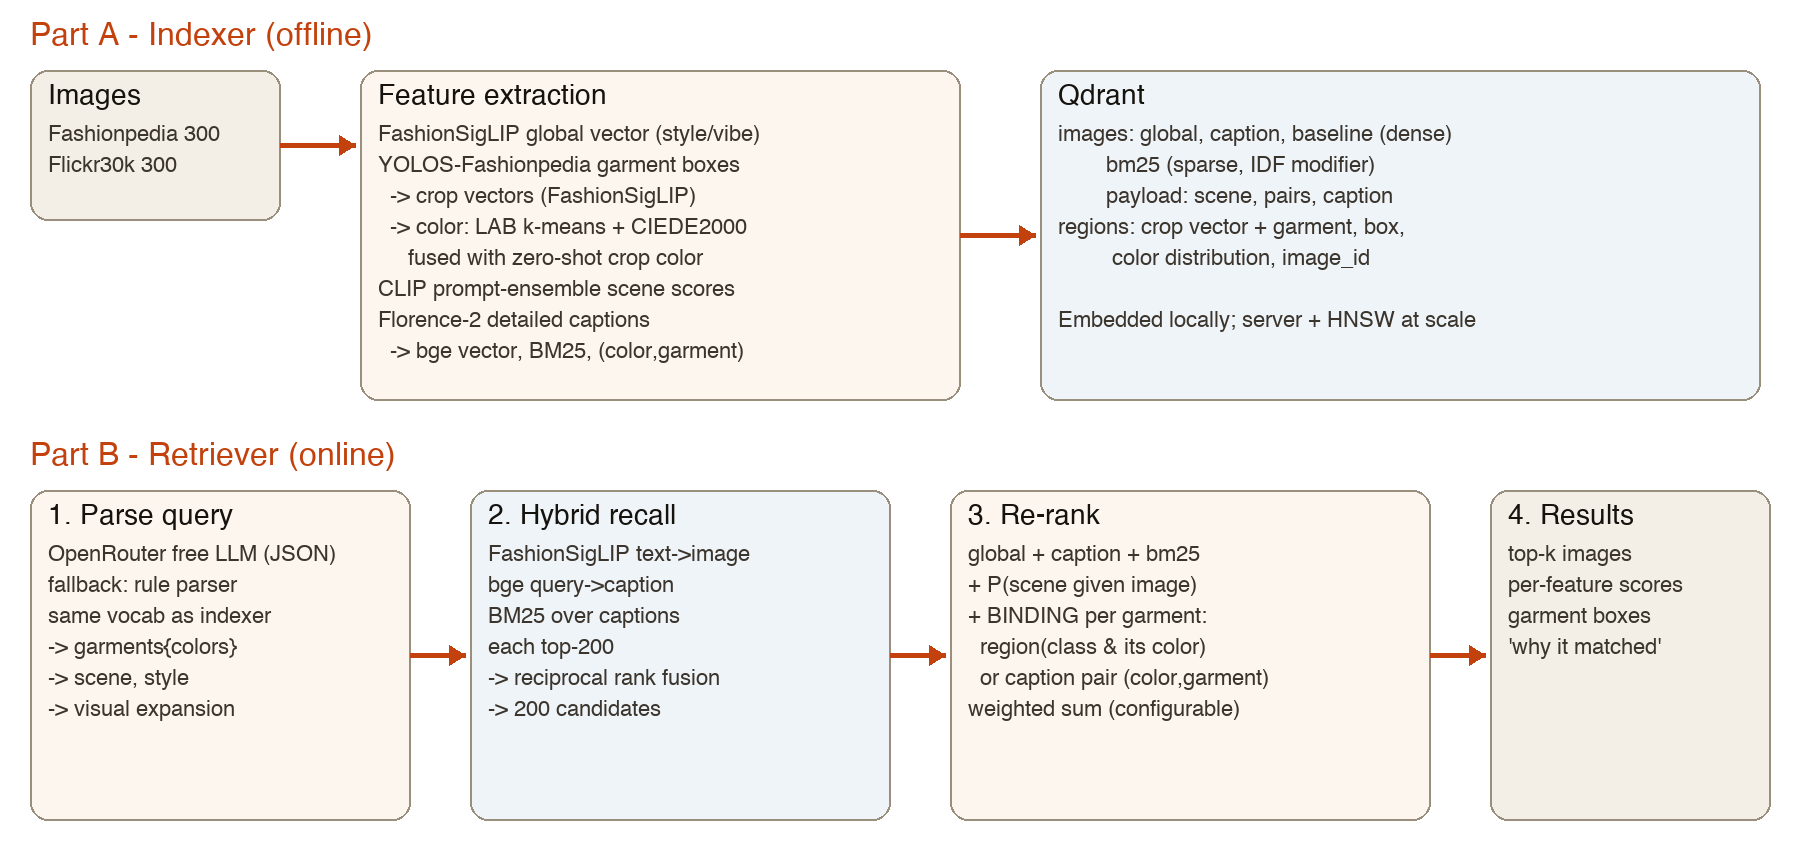 Part A - Indexer (offline)
Images
Fashionpedia 300
Flickr30k 300
Feature extraction
FashionSigLIP global vector (style/vibe)
YOLOS-Fashionpedia garment boxes
-> crop vectors (FashionSigLIP)
-> color: LAB k-means + CIEDE2000
fused with zero-shot crop color
CLIP prompt-ensemble scene scores
Florence-2 detailed captions
-> bge vector, BM25, (color,garment)
Qdrant
images: global, caption, baseline (dense)
bm25 (sparse, IDF modifier)
payload: scene, pairs, caption
regions: crop vector + garment, box,
color distribution, image_id
Embedded locally; server + HNSW at scale
Part B - Retriever (online)
1. Parse query
OpenRouter free LLM (JSON)
fallback: rule parser
same vocab as indexer
-> garments{colors}
-> scene, style
-> visual expansion
2. Hybrid recall
FashionSigLIP text->image
bge query->caption
BM25 over captions
each top-200
-> reciprocal rank fusion
-> 200 candidates
3. Re-rank
global + caption + bm25
+ P(scene given image)
+ BINDING per garment:
region(class & its color)
or caption pair (color,garment)
weighted sum (configurable)
4. Results
top-k images
per-feature scores
garment boxes
'why it matched'